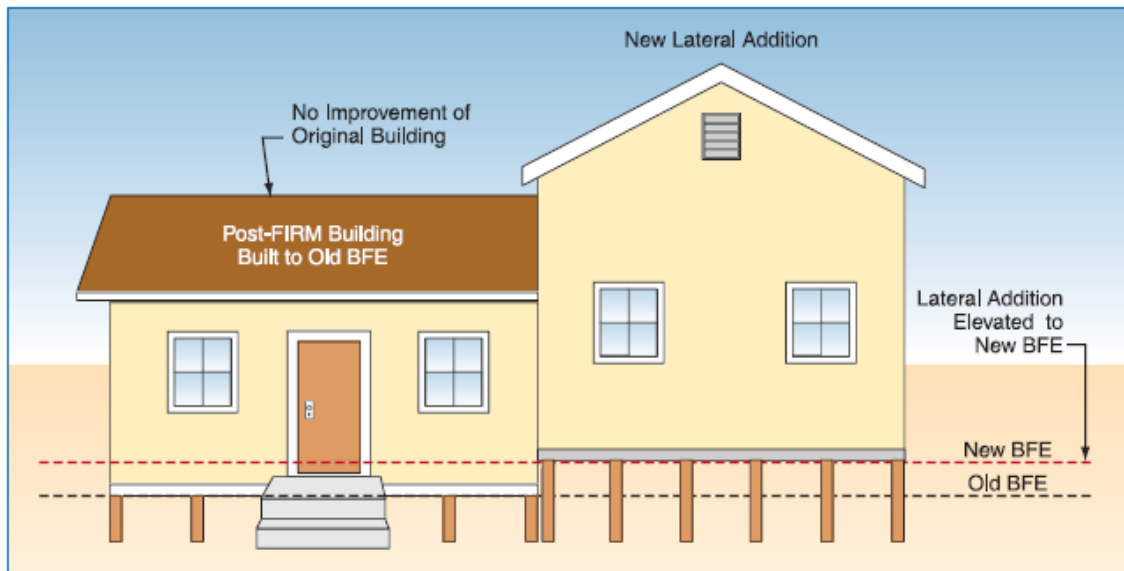 New Lateral Addition
No Improvement of
Original Building
Post-FIRM Building
Built to Old BFE
Lateral Addition
Elevated to
New BFE
New BFE
Old BFE